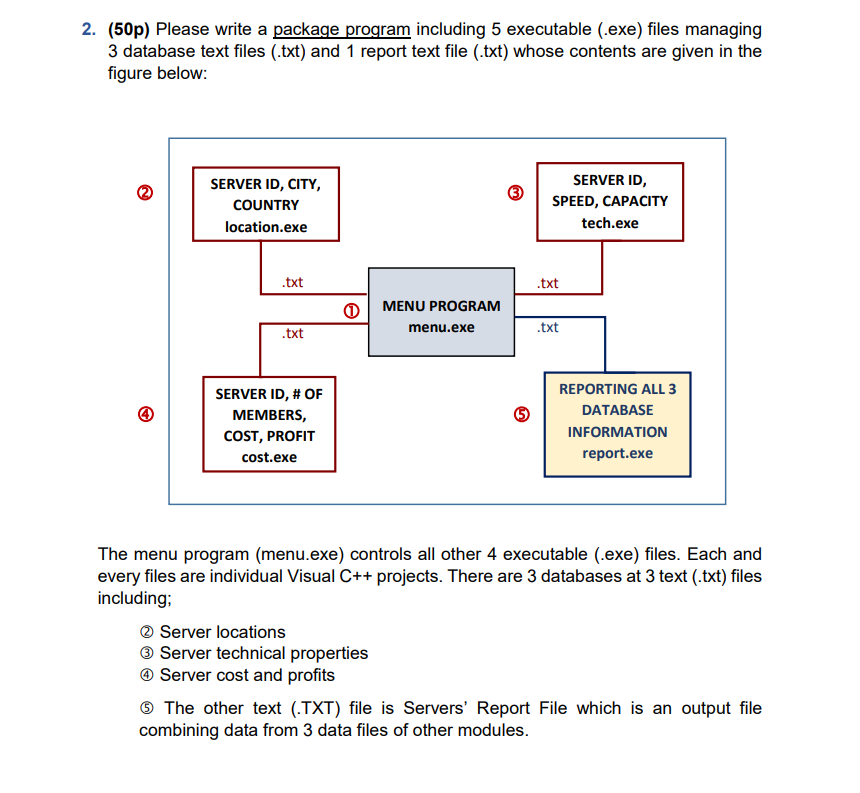 2. (50p) Please write a package program including 5 executable (.exe) files managing
3 database text files (.txt) and 1 report text file (.txt) whose contents are given in the
figure below:
②
SERVER ID, CITY,
COUNTRY
location.exe
③
SERVER ID,
SPEED, CAPACITY
tech.exe
.txt
.txt
①
MENU PROGRAM
menu.exe
.txt
.txt
④
SERVER ID, # OF
MEMBERS,
COST, PROFIT
cost.exe
⑤
REPORTING ALL 3
DATABASE
INFORMATION
report.exe
The menu program (menu.exe) controls all other 4 executable (.exe) files. Each and
every files are individual Visual C++ projects. There are 3 databases at 3 text (.txt) files
including;
② Server locations
③ Server technical properties
④ Server cost and profits
⑤ The other text (.TXT) file is Servers’ Report File which is an output file
combining data from 3 data files of other modules.